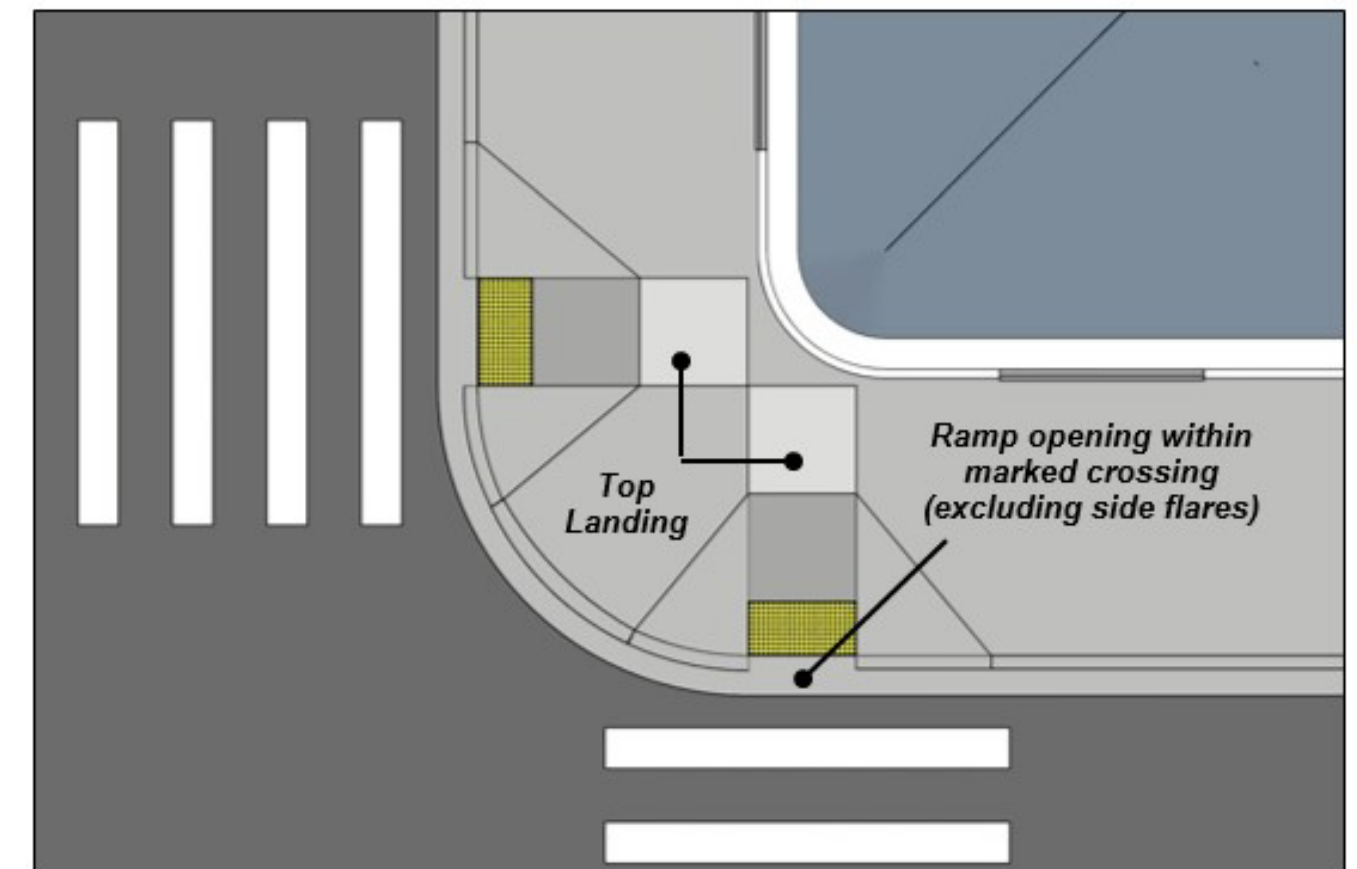 Ramp opening within
marked crossing
(excluding side flares)
Top
Landing